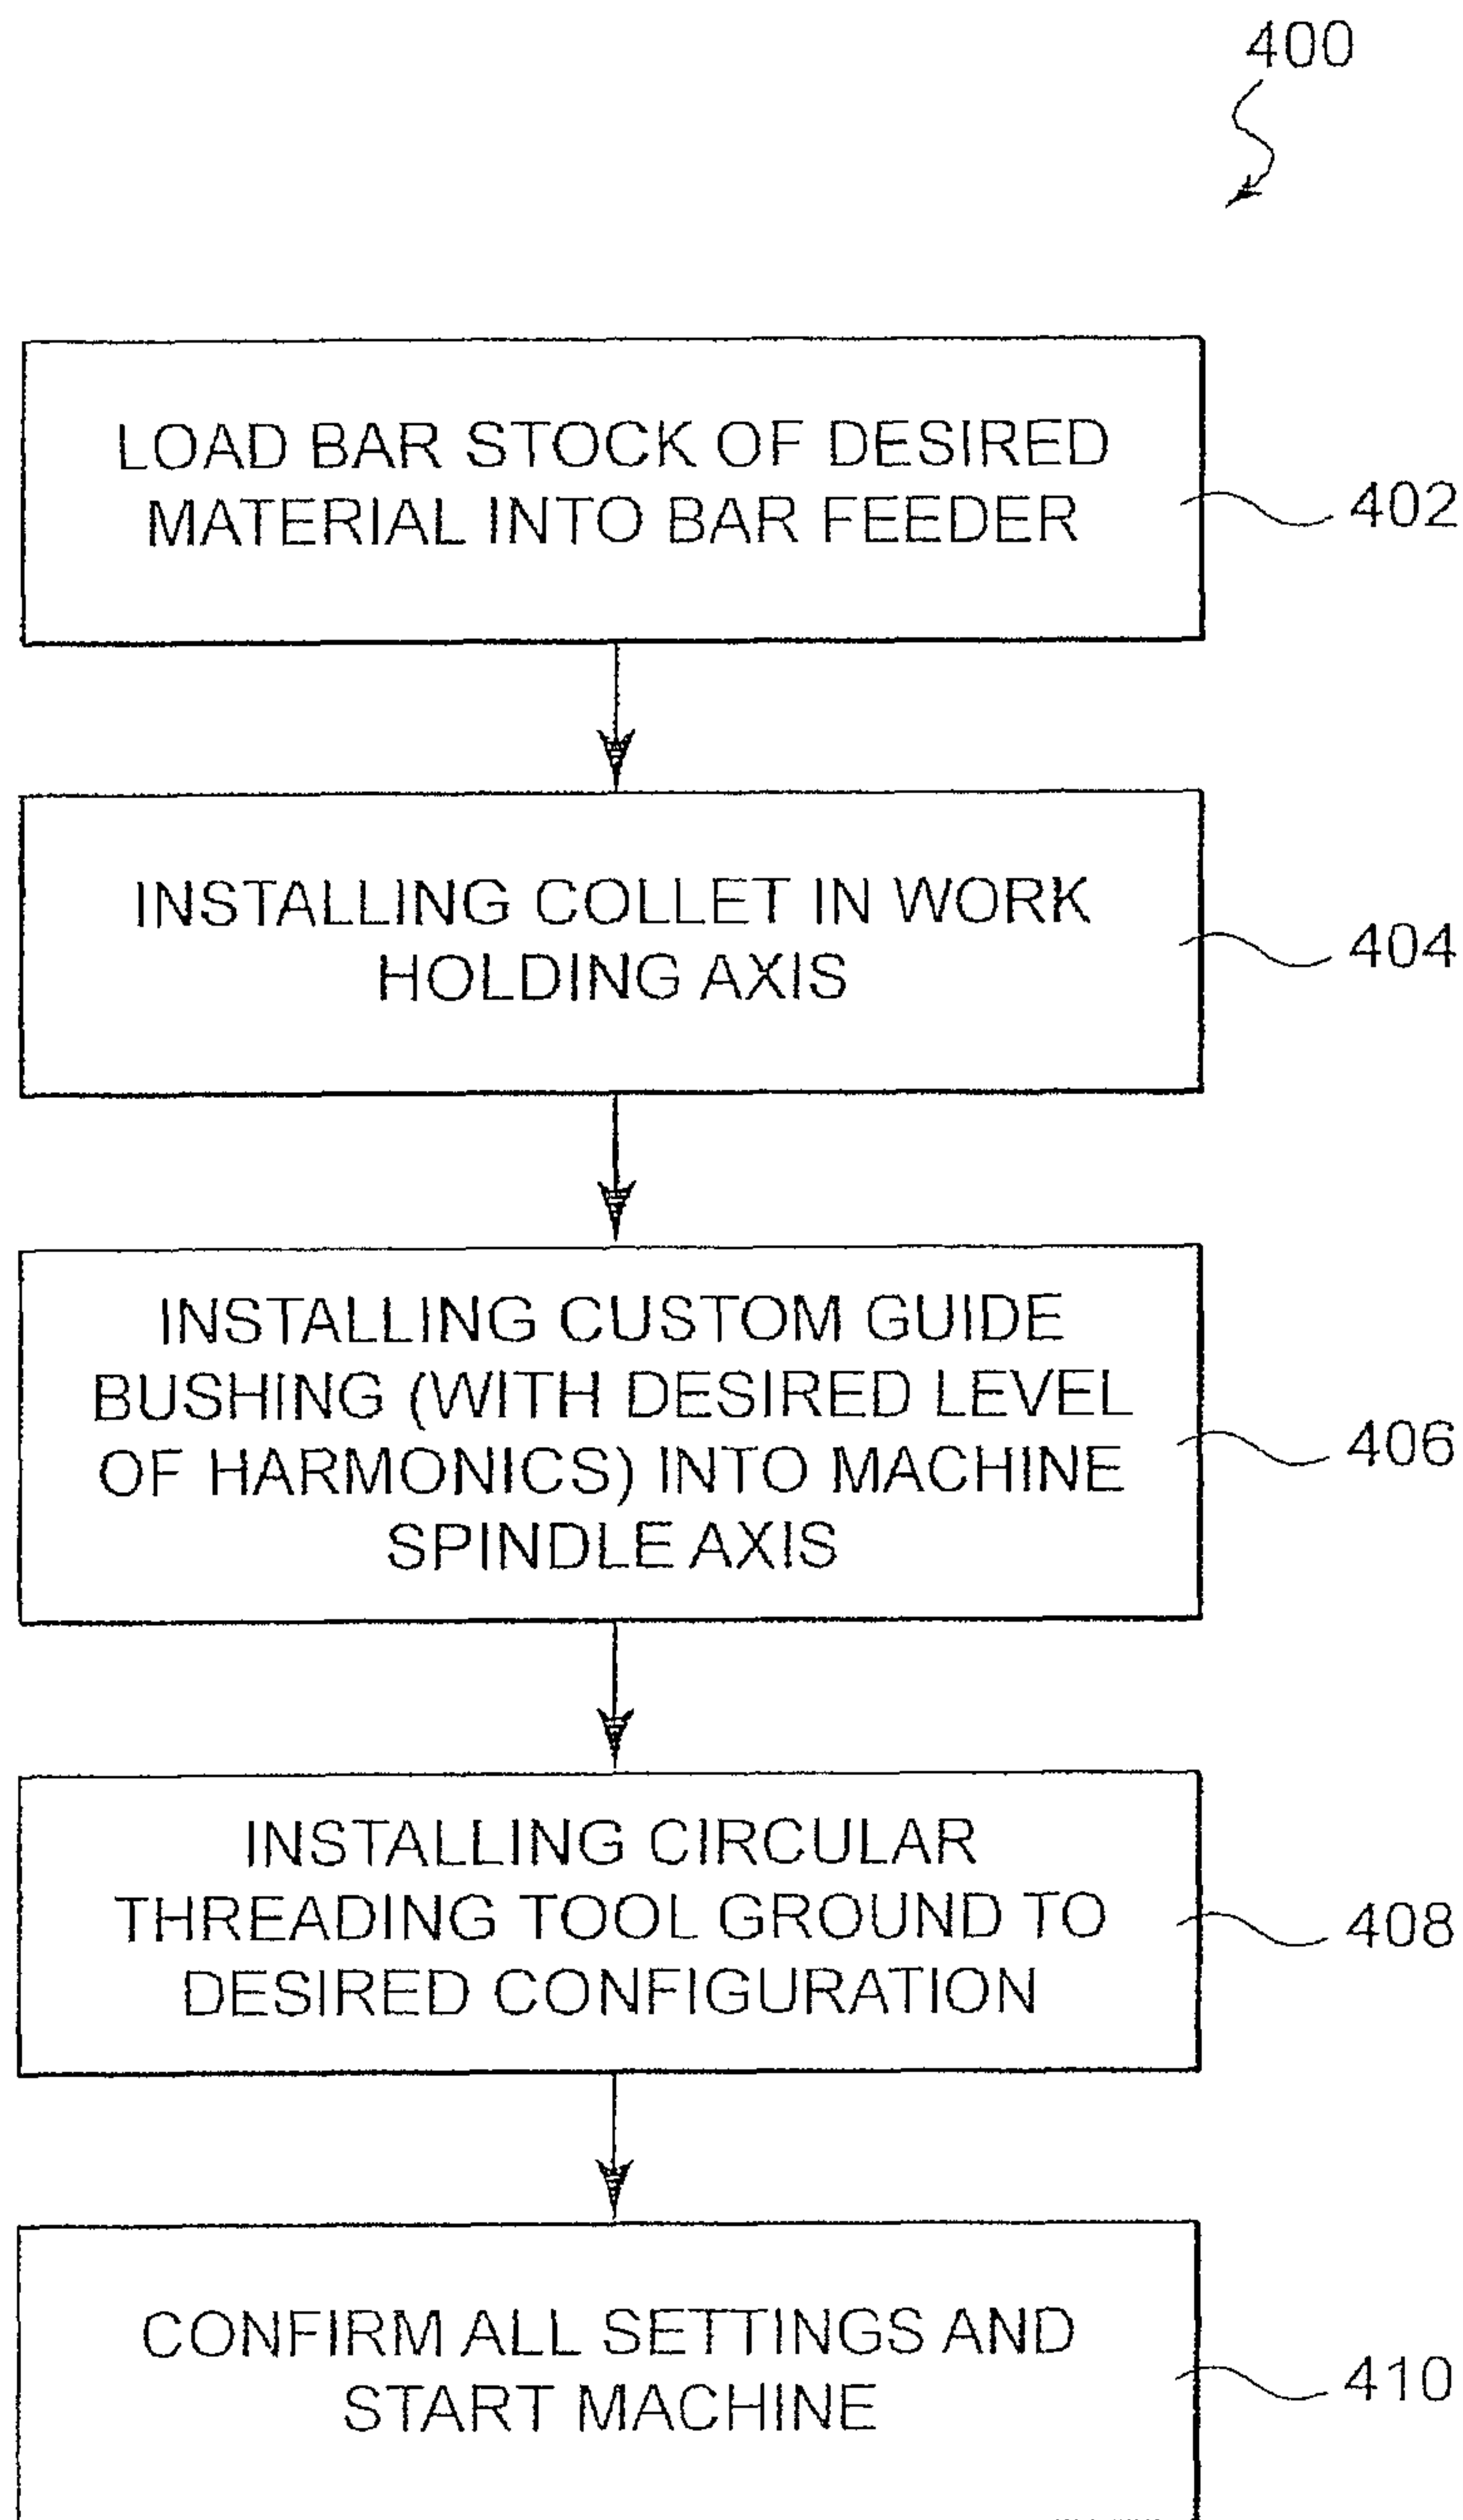 400
LOAD BAR STOCK OF DESIRED
MATERIAL INTO BAR FEEDER
402
INSTALLING COLLET IN WORK
HOLDING AXIS
404
INSTALLING CUSTOM GUIDE
BUSHING (WITH DESIRED LEVEL
OF HARMONICS) INTO MACHINE
SPINDLE AXIS
406
INSTALLING CIRCULAR
THREADING TOOL GROUND TO
DESIRED CONFIGURATION
408
CONFIRM ALL SETTINGS AND
START MACHINE
410